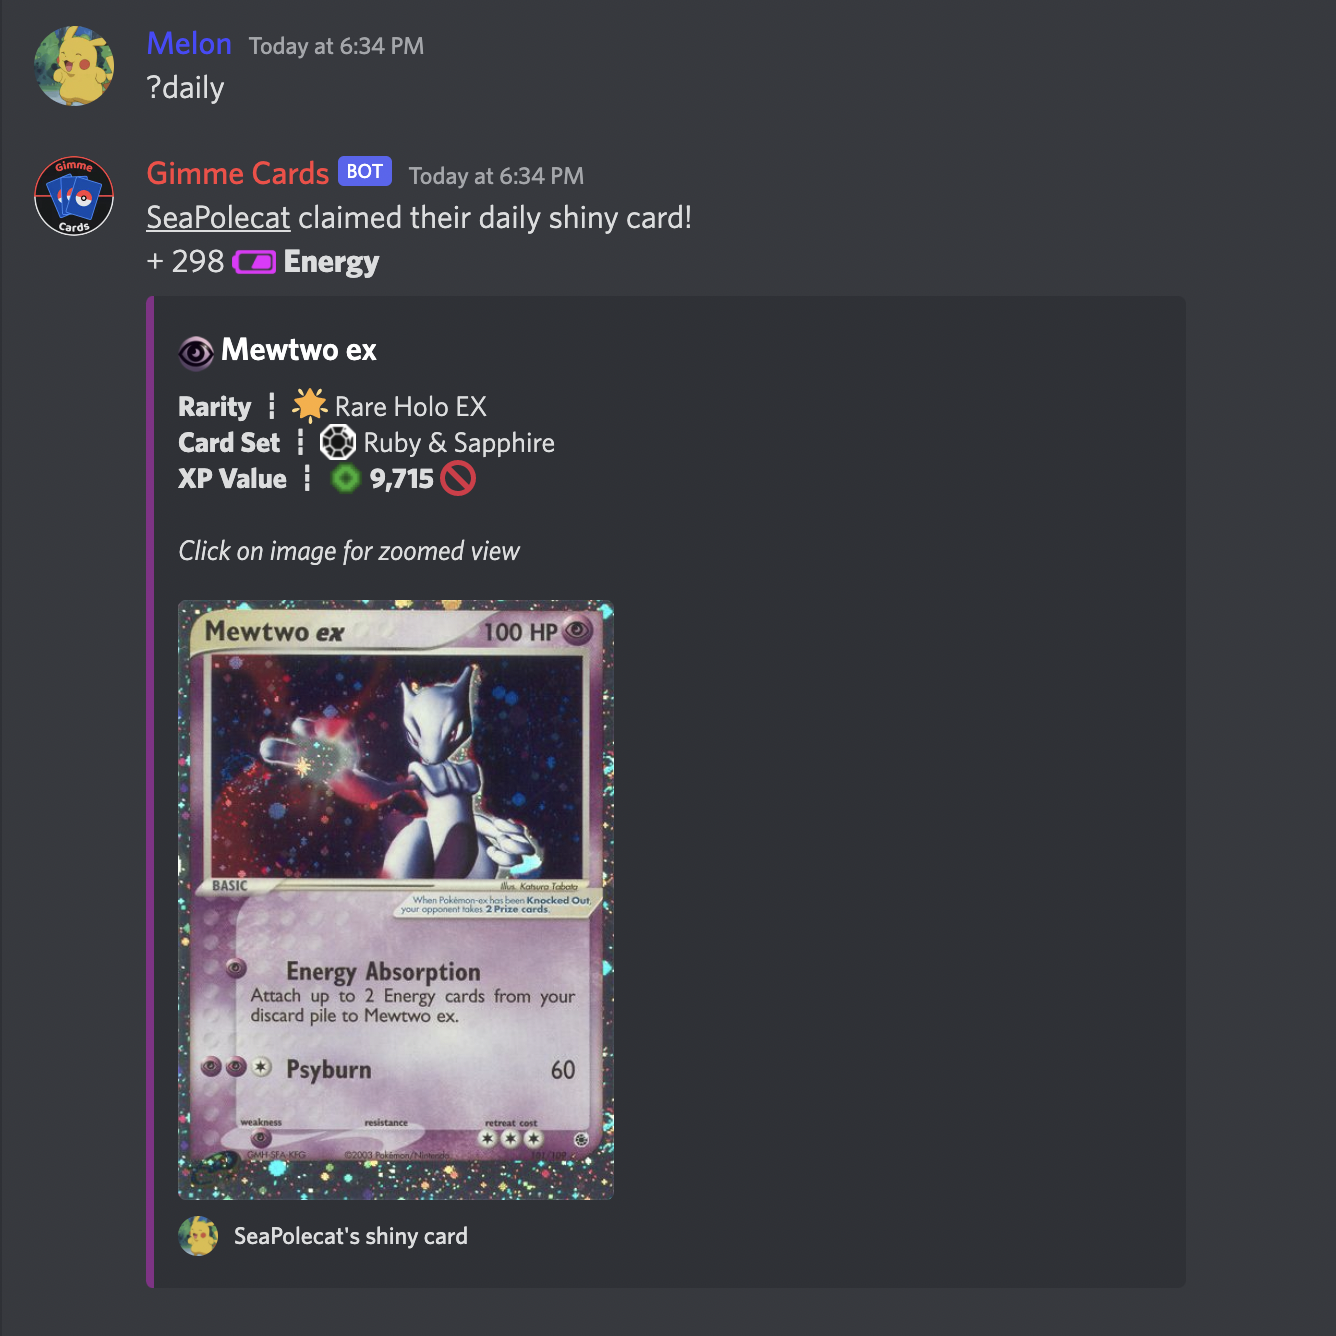 Melon Today at 6:34 PM
?daily
Gimme
Cards
Gimme Cards BOT Today at 6:34 PM
SeaPolecat claimed their daily shiny card!
+ 298 Energy
Mewtwo ex
Rarity ┋ Rare Holo EX
Card Set ┋ Ruby & Sapphire
XP Value ┋ 9,715
Click on image for zoomed view
Mewtwo ex 100 HP
BASIC Illus. Katsura Tabata
When Pokémon-ex has been Knocked Out,
your opponent takes 2 Prize cards.
Energy Absorption
Attach up to 2 Energy cards from your
discard pile to Mewtwo ex.
Psyburn 60
weakness resistance retreat cost
GMH-SFA-KFG ©2003 Pokémon/Nintendo 101/109
SeaPolecat's shiny card